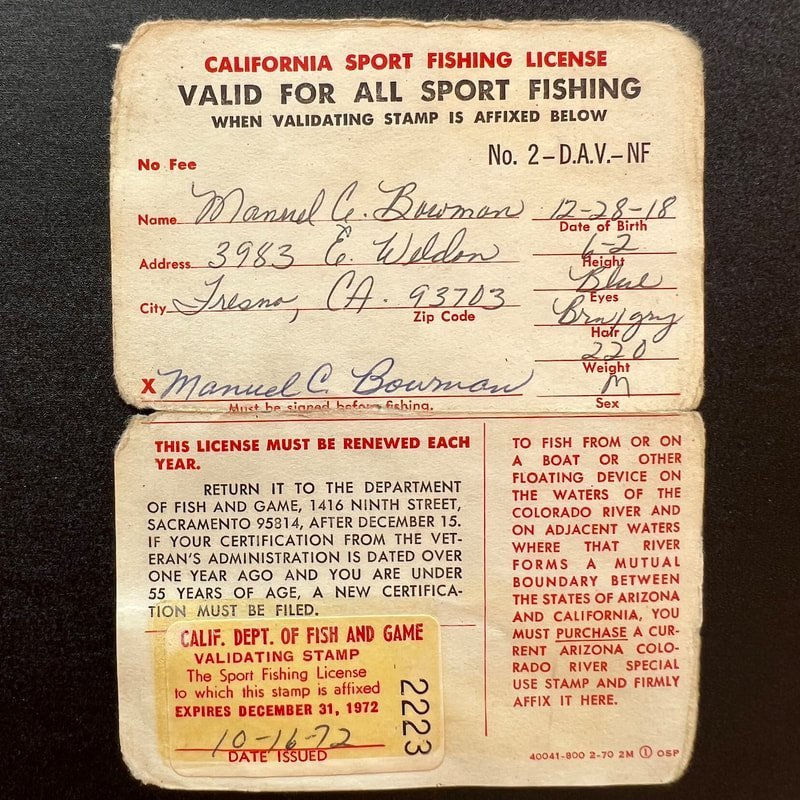 CALIFORNIA SPORT FISHING LICENSE
VALID FOR ALL SPORT FISHING
WHEN VALIDATING STAMP IS AFFIXED BELOW
No Fee
No. 2-D.A.V.-NF
Name Manuel C. Bowman
12-28-18
Date of Birth
Address 3983 E. Weldon
6-2
Height
City Fresno, CA. 93703
Zip Code
Blue
Eyes
Brn/gry
Hair
220
Weight
X Manuel C. Bowman
M
Sex
Must be signed before fishing.
THIS LICENSE MUST BE RENEWED EACH
YEAR.
RETURN IT TO THE DEPARTMENT
OF FISH AND GAME, 1416 NINTH STREET,
SACRAMENTO 95814, AFTER DECEMBER 15.
IF YOUR CERTIFICATION FROM THE VET-
ERAN'S ADMINISTRATION IS DATED OVER
ONE YEAR AGO AND YOU ARE UNDER
55 YEARS OF AGE, A NEW CERTIFICA-
TION MUST BE FILED.
CALIF. DEPT. OF FISH AND GAME
VALIDATING STAMP
The Sport Fishing License
to which this stamp is affixed
EXPIRES DECEMBER 31, 1972
10-16-72
DATE ISSUED
2223
TO FISH FROM OR ON
A BOAT OR OTHER
FLOATING DEVICE ON
THE WATERS OF THE
COLORADO RIVER AND
ON ADJACENT WATERS
WHERE THAT RIVER
FORMS A MUTUAL
BOUNDARY BETWEEN
THE STATES OF ARIZONA
AND CALIFORNIA, YOU
MUST PURCHASE A CUR-
RENT ARIZONA COLO-
RADO RIVER SPECIAL
USE STAMP AND FIRMLY
AFFIX IT HERE.
40041-800 2-70 2M ① OSP